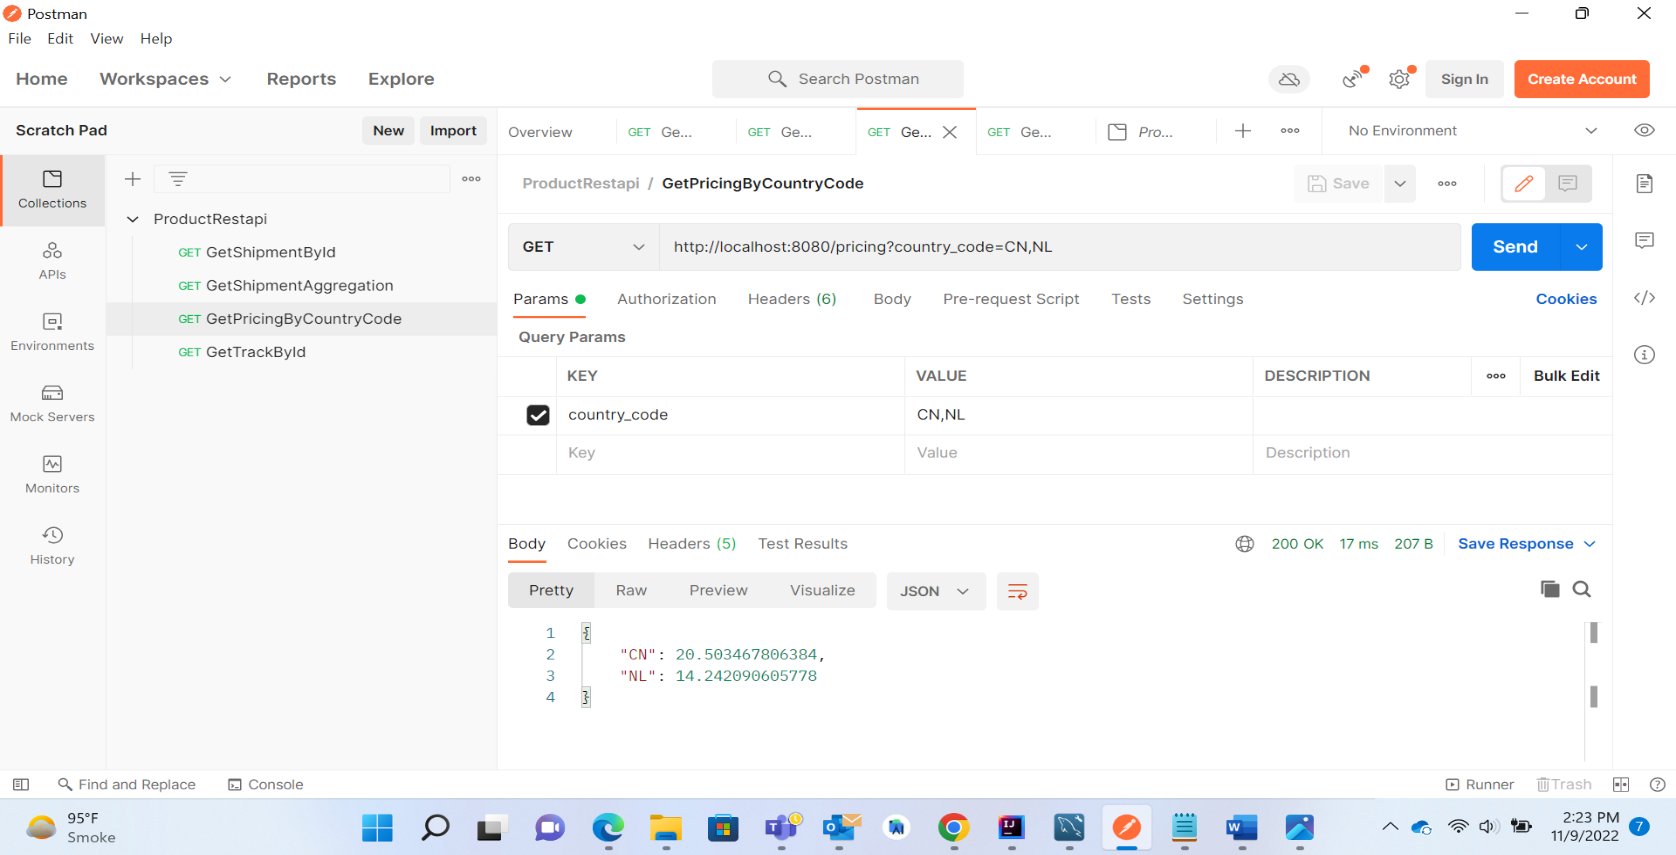 Postman
File Edit View Help
Home Workspaces Reports Explore Search Postman Sign In Create Account
Scratch Pad New Import Overview GET Ge... GET Ge... GET Ge... GET Ge... Pro... No Environment
Collections
APIs
Environments
Mock Servers
Monitors
History
ProductRestapi
GET GetShipmentById
GET GetShipmentAggregation
GET GetPricingByCountryCode
GET GetTrackById
ProductRestapi / GetPricingByCountryCode Save
GET http://localhost:8080/pricing?country_code=CN,NL Send
Params Authorization Headers (6) Body Pre-request Script Tests Settings Cookies
Query Params
KEY VALUE DESCRIPTION Bulk Edit
country_code CN,NL
Key Value Description
Body Cookies Headers (5) Test Results 200 OK 17 ms 207 B Save Response
Pretty Raw Preview Visualize JSON
1 {
2 "CN": 20.503467806384,
3 "NL": 14.242090605778
4 }
Find and Replace Console Runner Trash
95°F
Smoke
2:23 PM
11/9/2022
7